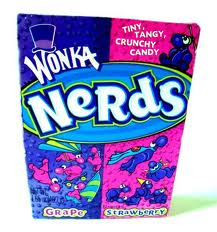 WONKA
TINY,
TANGY,
CRUNCHY
CANDY
NERDS
GRAPE
STRAWBERRY